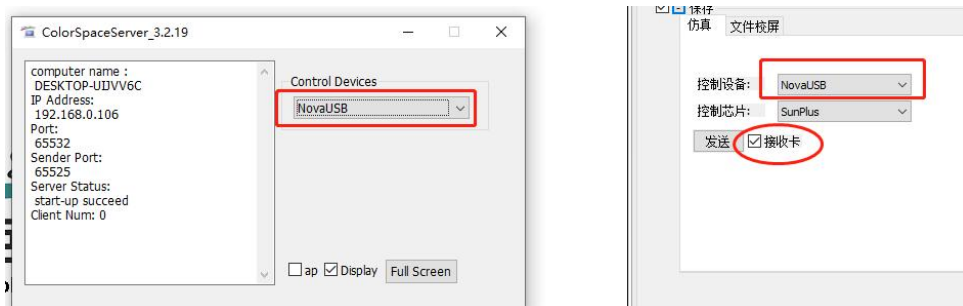 ColorSpaceServer_3.2.19
computer name :
DESKTOP-UIJVV6C
IP Address:
192.168.0.106
Port:
65532
Sender Port:
65525
Server Status:
start-up succeed
Client Num: 0
Control Devices
NovaUSB
ap
Display
Full Screen
保存
仿真
文件校屏
控制设备:
NovaUSB
控制芯片:
SunPlus
发送
接收卡